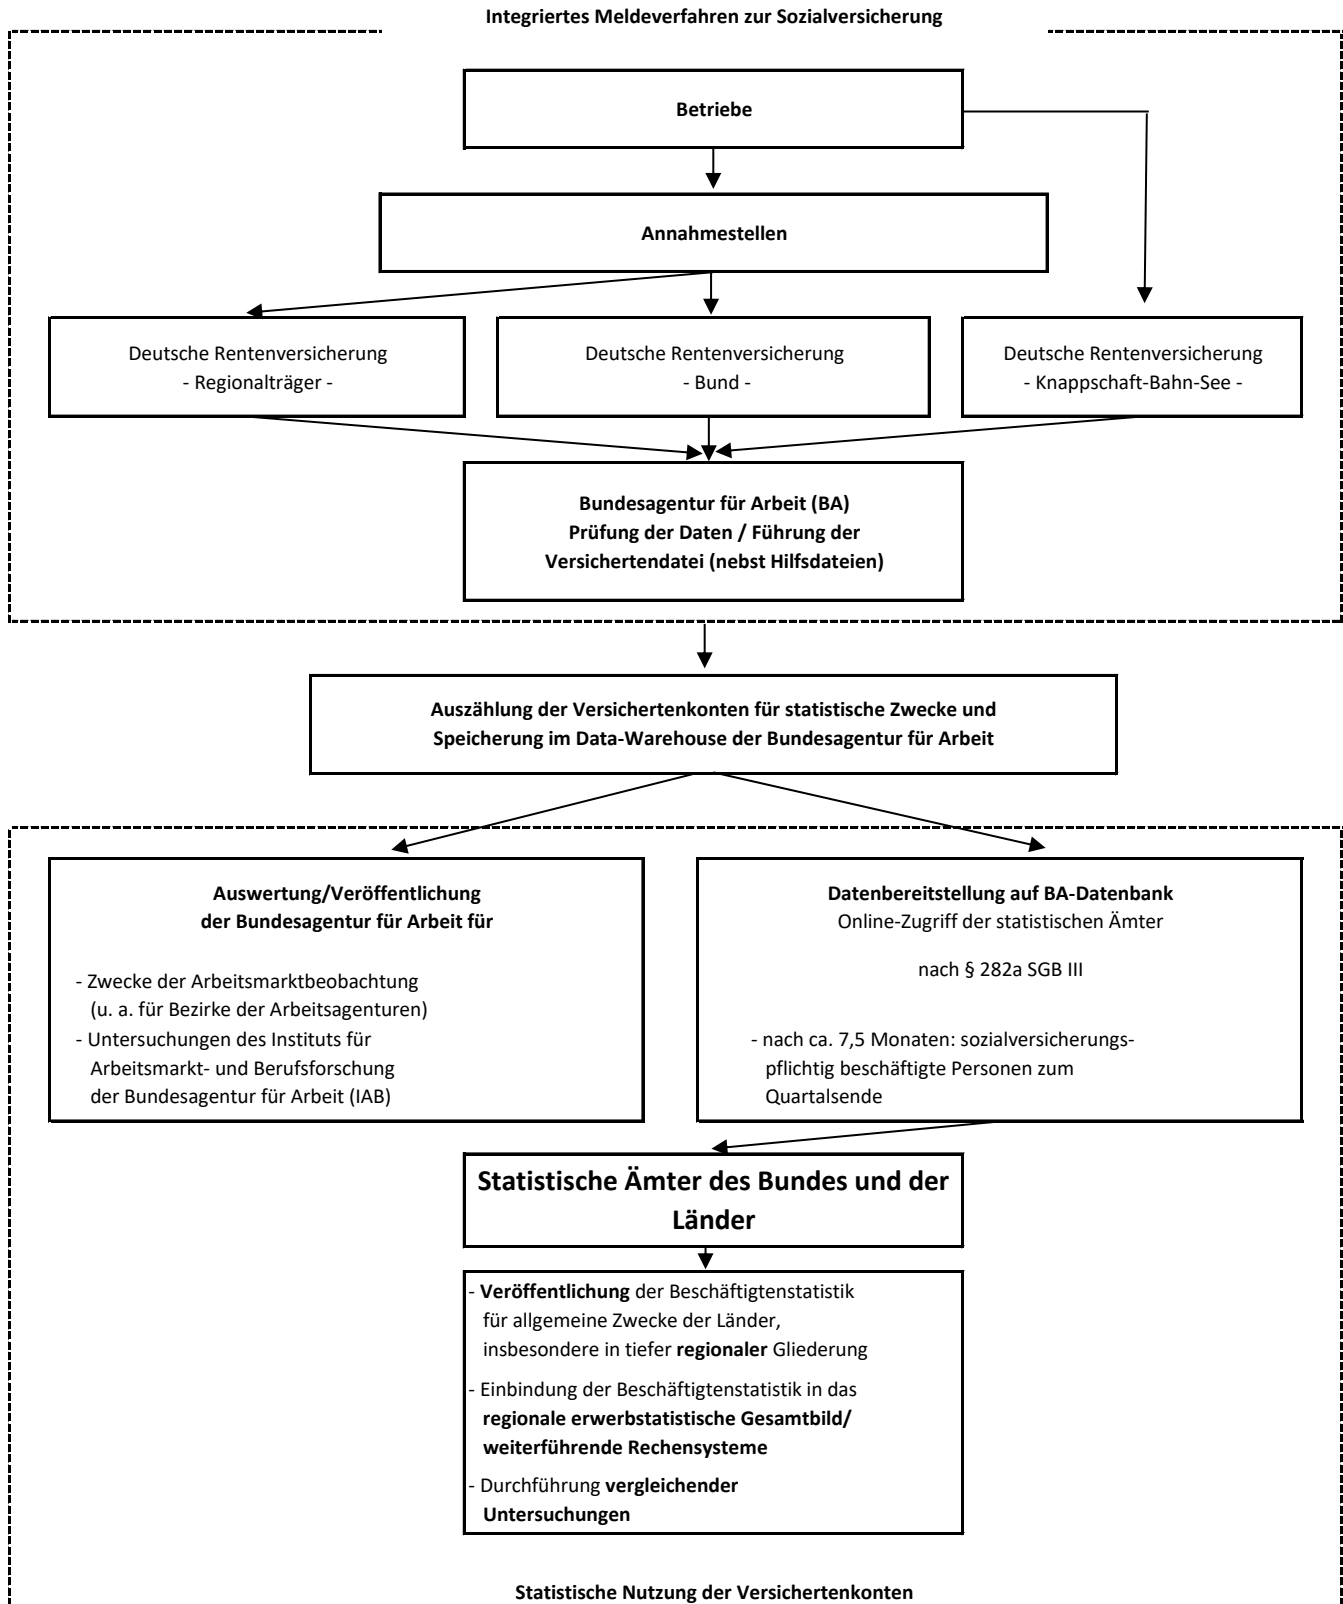 Integriertes Meldeverfahren zur Sozialversicherung
Betriebe
Annahmestellen
Deutsche Rentenversicherung
- Regionalträger -
Deutsche Rentenversicherung
- Bund -
Deutsche Rentenversicherung
- Knappschaft-Bahn-See -
Bundesagentur für Arbeit (BA)
Prüfung der Daten / Führung der
Versichertendatei (nebst Hilfsdateien)
Auszählung der Versichertenkonten für statistische Zwecke und
Speicherung im Data-Warehouse der Bundesagentur für Arbeit
Auswertung/Veröffentlichung
der Bundesagentur für Arbeit für
- Zwecke der Arbeitsmarktbeobachtung
(u. a. für Bezirke der Arbeitsagenturen)
- Untersuchungen des Instituts für
Arbeitsmarkt- und Berufsforschung
der Bundesagentur für Arbeit (IAB)
Datenbereitstellung auf BA-Datenbank
Online-Zugriff der statistischen Ämter
nach § 282a SGB III
- nach ca. 7,5 Monaten: sozialversicherungs-
pflichtig beschäftigte Personen zum
Quartalsende
Statistische Ämter des Bundes und der
Länder
- Veröffentlichung der Beschäftigtenstatistik
für allgemeine Zwecke der Länder,
insbesondere in tiefer regionaler Gliederung
- Einbindung der Beschäftigtenstatistik in das
regionale erwerbstatistische Gesamtbild/
weiterführende Rechensysteme
- Durchführung vergleichender
Untersuchungen
Statistische Nutzung der Versichertenkonten